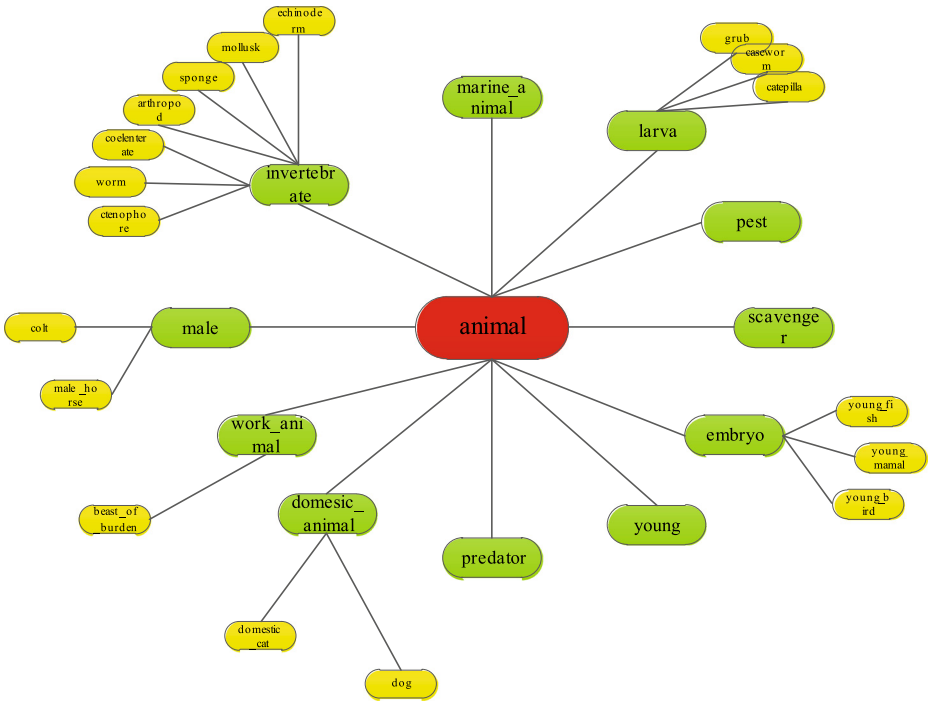 echinode
rm
mollusk
sponge
arthropo
d
coelenter
ate
worm
ctenopho
re
invertebr
ate
marine_a
nimal
grub
casewor
m
catepilla
larva
pest
animal
scavenge
r
male
colt
male_ho
rse
work_ani
mal
beast_of
_burden
domesic_
animal
domestic
_cat
dog
predator
young
embryo
young_fi
sh
young_
mamal
young_b
ird